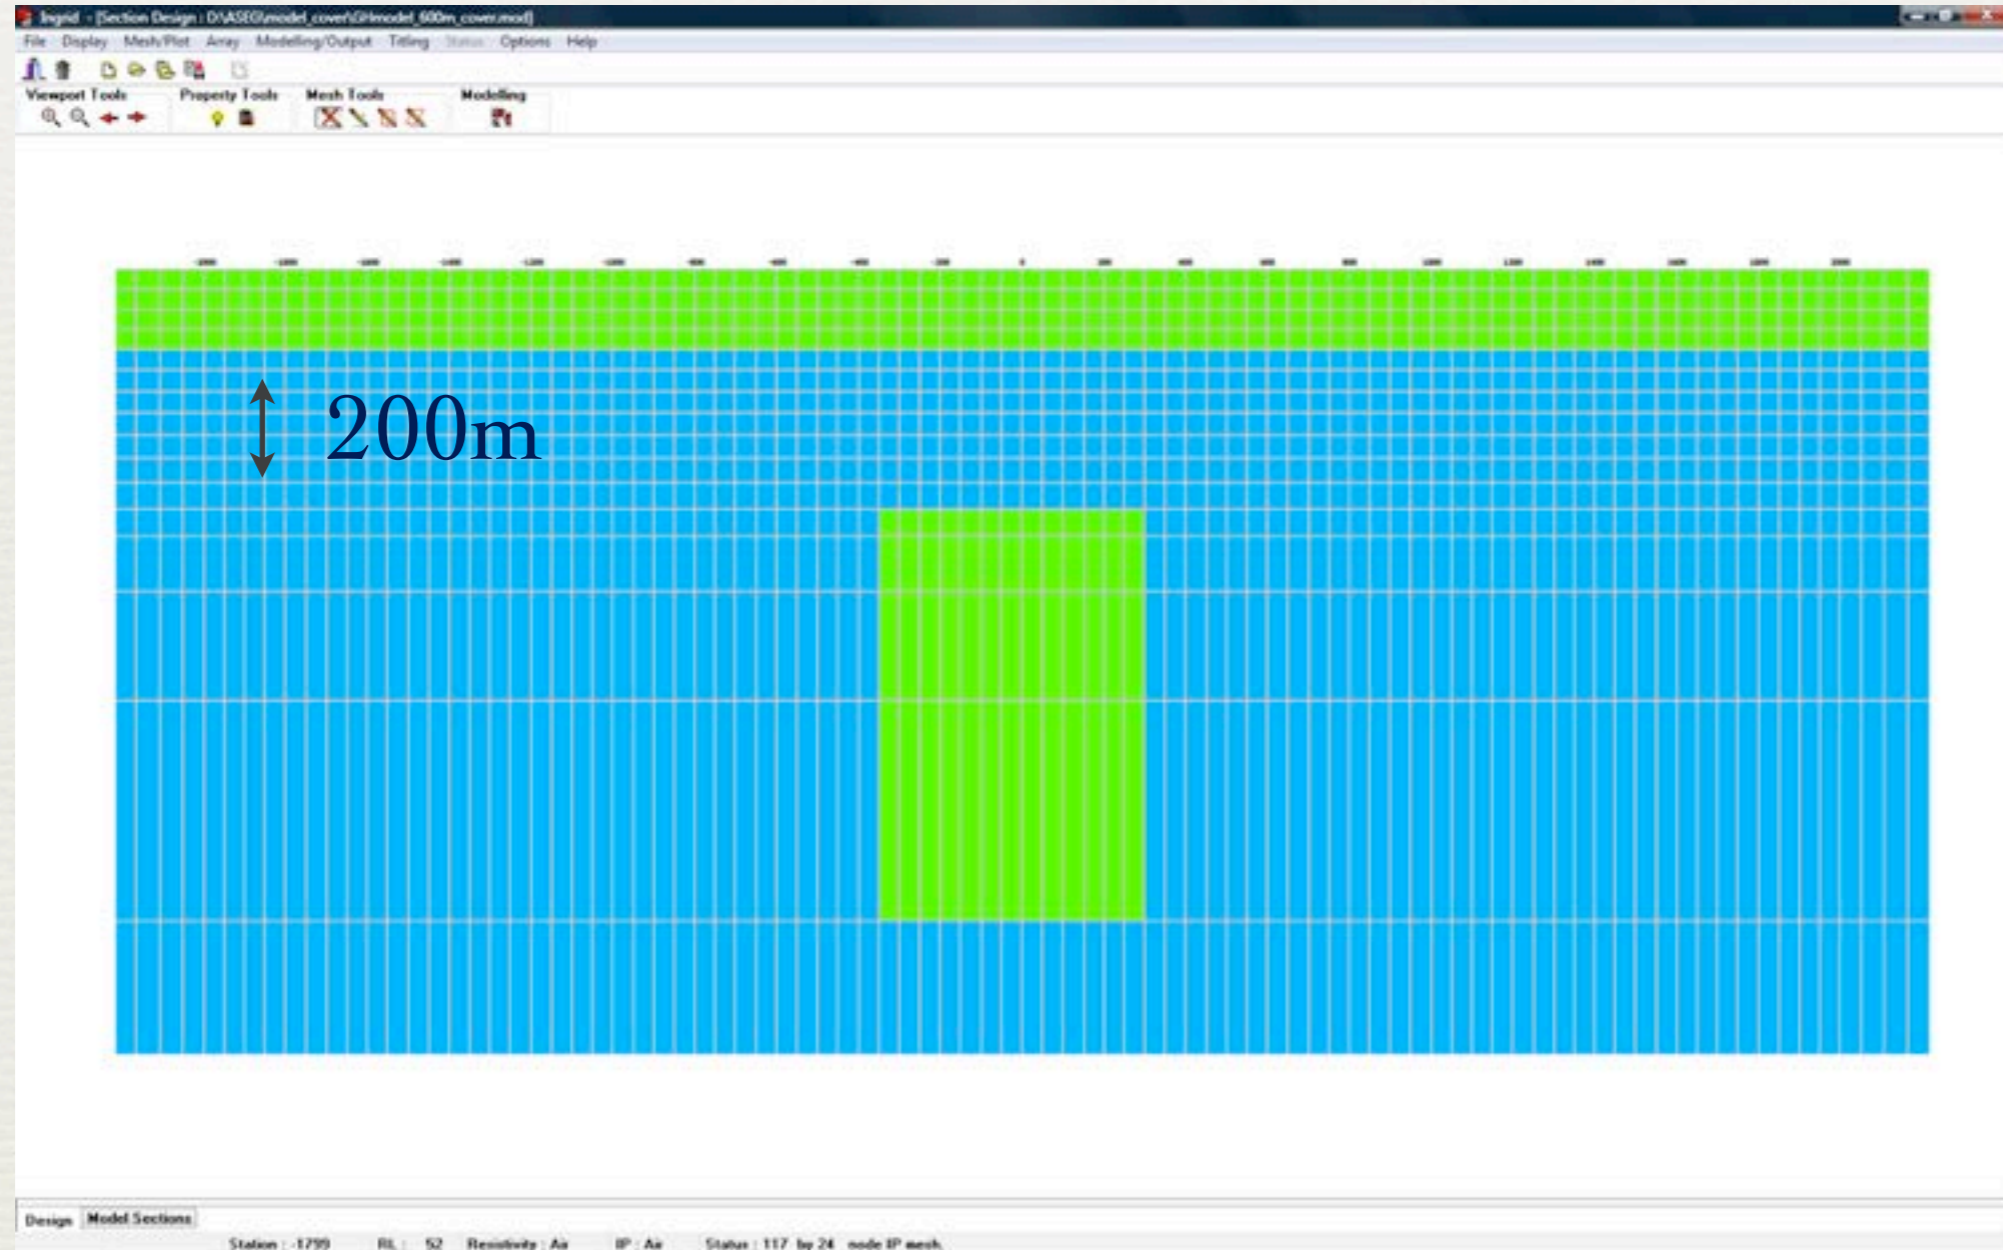 Ingrid - [Section Design : D:\ASEG\model_cover\GHmodel_600m_cover.mod]
File Display Mesh/Plot Array Modelling/Output Titling Status Options Help
Viewport Tools Property Tools Mesh Tools Modelling
200m
Design Model Sections
Station : -1799 RL : 52 Resistivity : Air IP : Air Status : 117 by 24 node IP mesh.